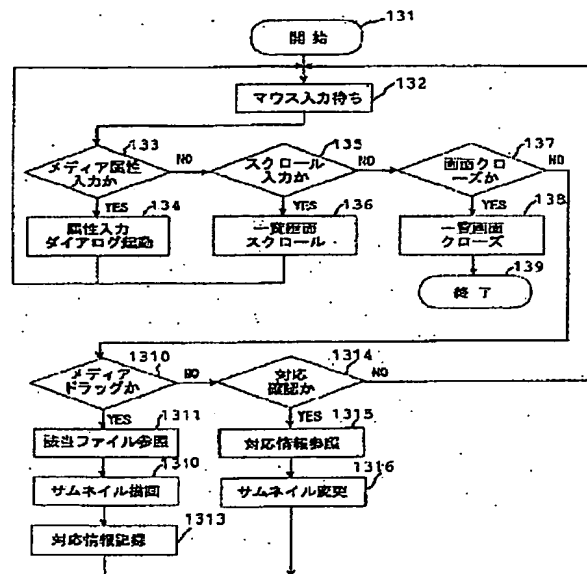 131
開始
132
マウス入力待ち
133
メディア属性
入力か
NO
135
スクロール
入力か
NO
137
画面クロ
ーズか
NO
YES
134
属性入力
ダイアログ起動
YES
136
一覧画面
スクロール
YES
138
一覧画面
クローズ
139
終了
1310
メディア
ドラッグか
NO
1314
対応
確認か
NO
YES
1311
該当ファイル参照
YES
1315
対応情報参照
1310
サムネイル描画
1316
サムネイル変更
1313
対応情報記録